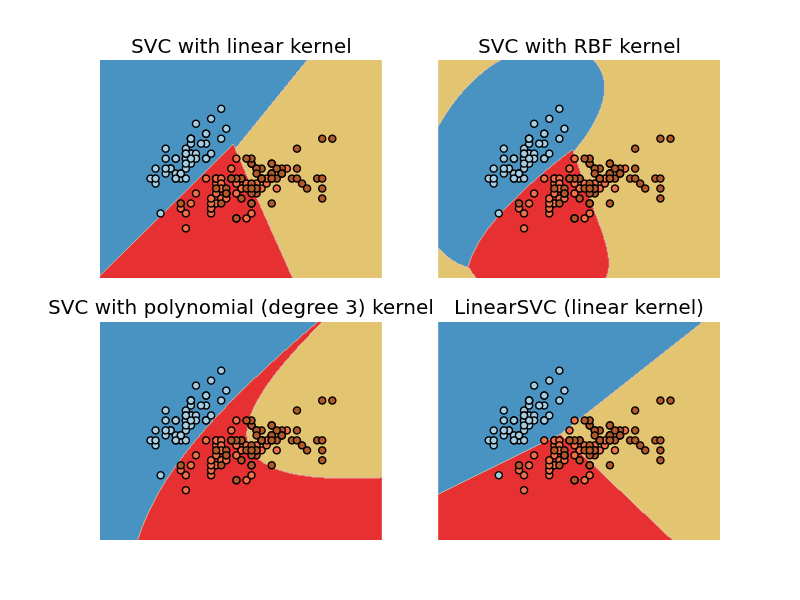 SVC with linear kernel
SVC with RBF kernel
SVC with polynomial (degree 3) kernel
LinearSVC (linear kernel)